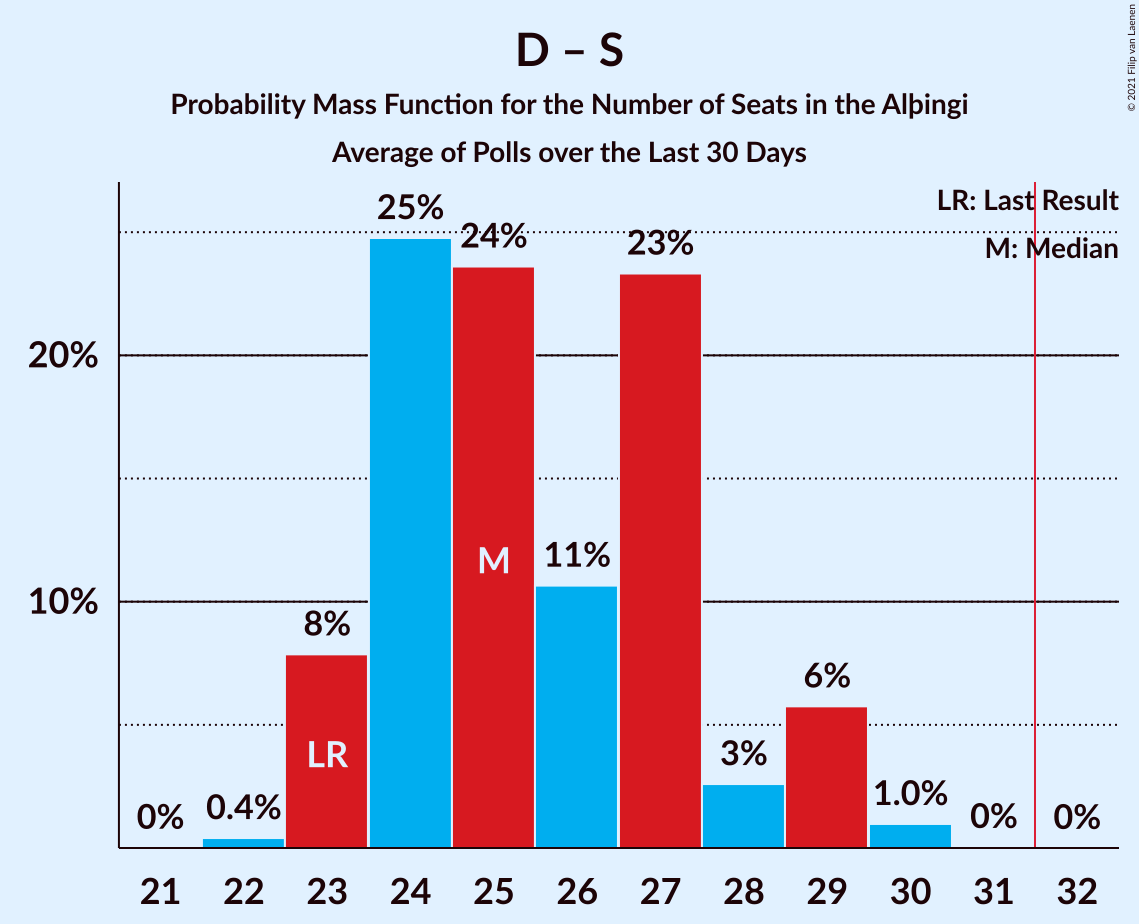 D – S
Probability Mass Function for the Number of Seats in the Alþingi
Average of Polls over the Last 30 Days
© 2021 Filip van Laenen
LR: Last Result
M: Median
25%
24%
23%
20%
11%
M
10%
8%
6%
LR
3%
0%
0.4%
1.0%
0%
0%
21 22 23 24 25 26 27 28 29 30 31 32